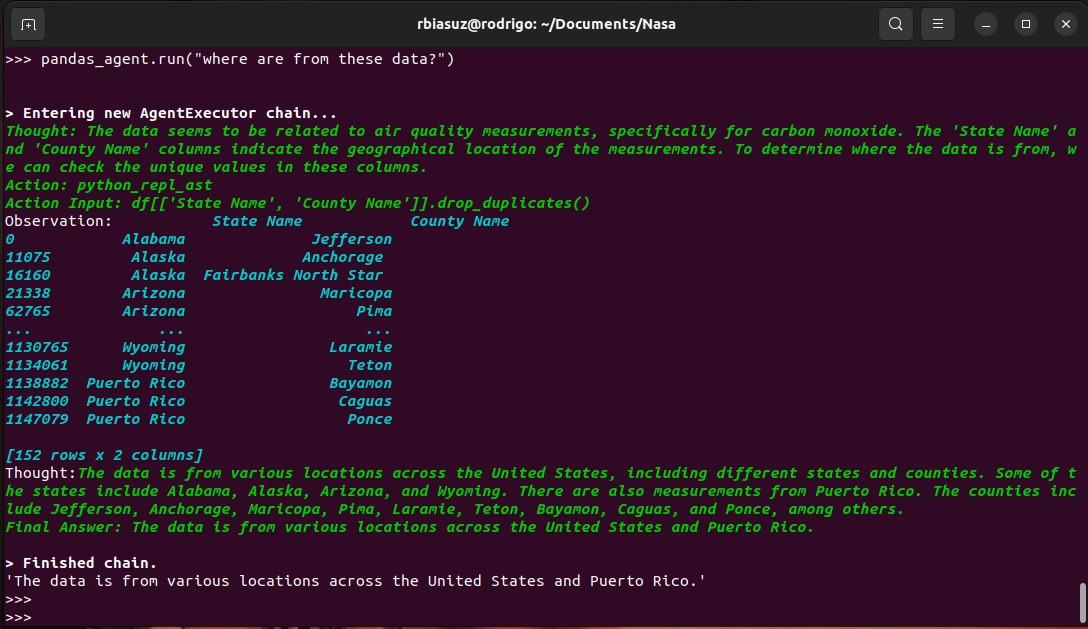 rbiasuz@rodrigo: ~/Documents/Nasa
>>> pandas_agent.run("where are from these data?")
> Entering new AgentExecutor chain...
Thought: The data seems to be related to air quality measurements, specifically for carbon monoxide. The 'State Name' a
nd 'County Name' columns indicate the geographical location of the measurements. To determine where the data is from, w
e can check the unique values in these columns.
Action: python_repl_ast
Action Input: df[['State Name', 'County Name']].drop_duplicates()
Observation:           State Name            County Name
0            Alabama              Jefferson
11075         Alaska             Anchorage
16160         Alaska  Fairbanks North Star
21338        Arizona               Maricopa
62765        Arizona                   Pima
...              ...                    ...
1130765      Wyoming                Laramie
1134061      Wyoming                  Teton
1138882  Puerto Rico                Bayamon
1142800  Puerto Rico                 Caguas
1147079  Puerto Rico                  Ponce
[152 rows x 2 columns]
Thought:The data is from various locations across the United States, including different states and counties. Some of t
he states include Alabama, Alaska, Arizona, and Wyoming. There are also measurements from Puerto Rico. The counties inc
lude Jefferson, Anchorage, Maricopa, Pima, Laramie, Teton, Bayamon, Caguas, and Ponce, among others.
Final Answer: The data is from various locations across the United States and Puerto Rico.
> Finished chain.
'The data is from various locations across the United States and Puerto Rico.'
>>>
>>>